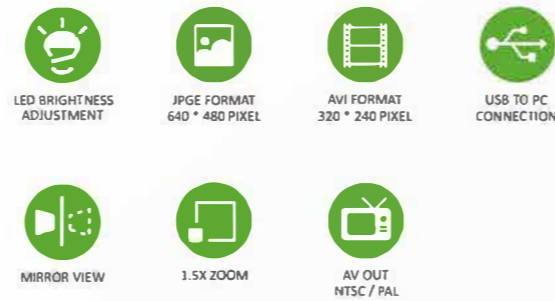 LED BRIGHTNESS
ADJUSTMENT
JPGE FORMAT
640 * 480 PIXEL
AVI FORMAT
320 * 240 PIXEL
USB TO PC
CONNECTION
MIRROR VIEW
1.5X ZOOM
AV OUT
NTSC / PAL